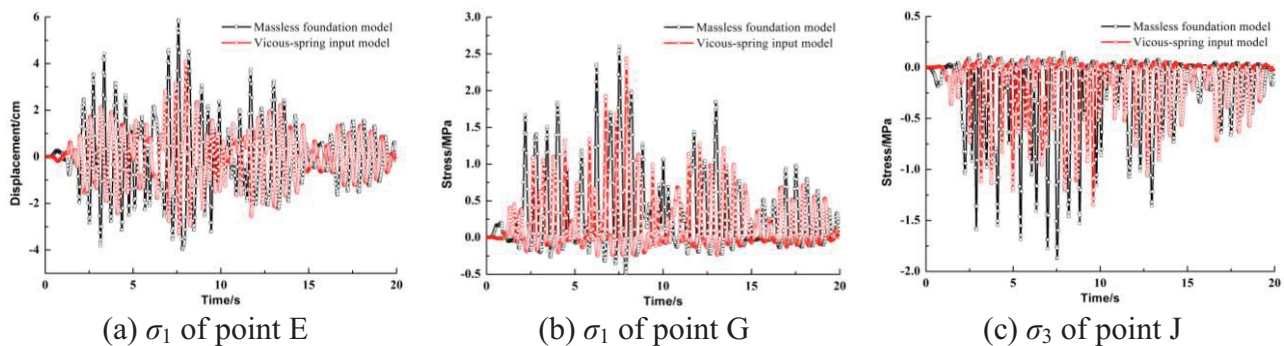 6
4
2
0
-2
-4
Displacement/cm
Massless foundation model
Vicous-spring input model
0
5
10
15
20
Time/s
(a) σ1 of point E
3.0
2.5
2.0
1.5
1.0
0.5
0.0
-0.5
Stress/MPa
Massless foundation model
Vicous-spring input model
0
5
10
15
20
Time/s
(b) σ1 of point G
0.5
0.0
-0.5
-1.0
-1.5
-2.0
Stress/MPa
Massless foundation model
Vicous-spring input model
0
5
10
15
20
Time/s
(c) σ3 of point J